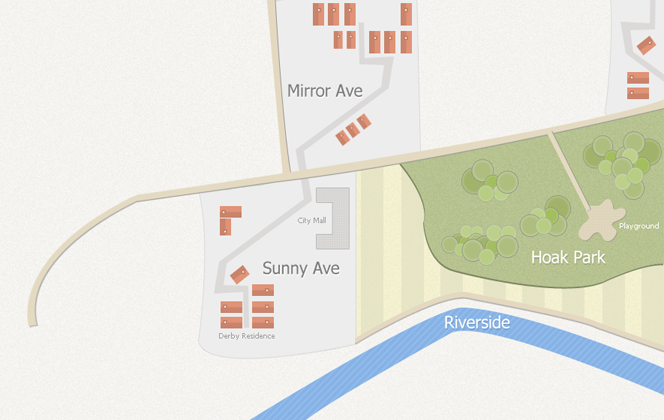 Mirror Ave
City Mall
Playground
Hoak Park
Sunny Ave
Riverside
Derby Residence